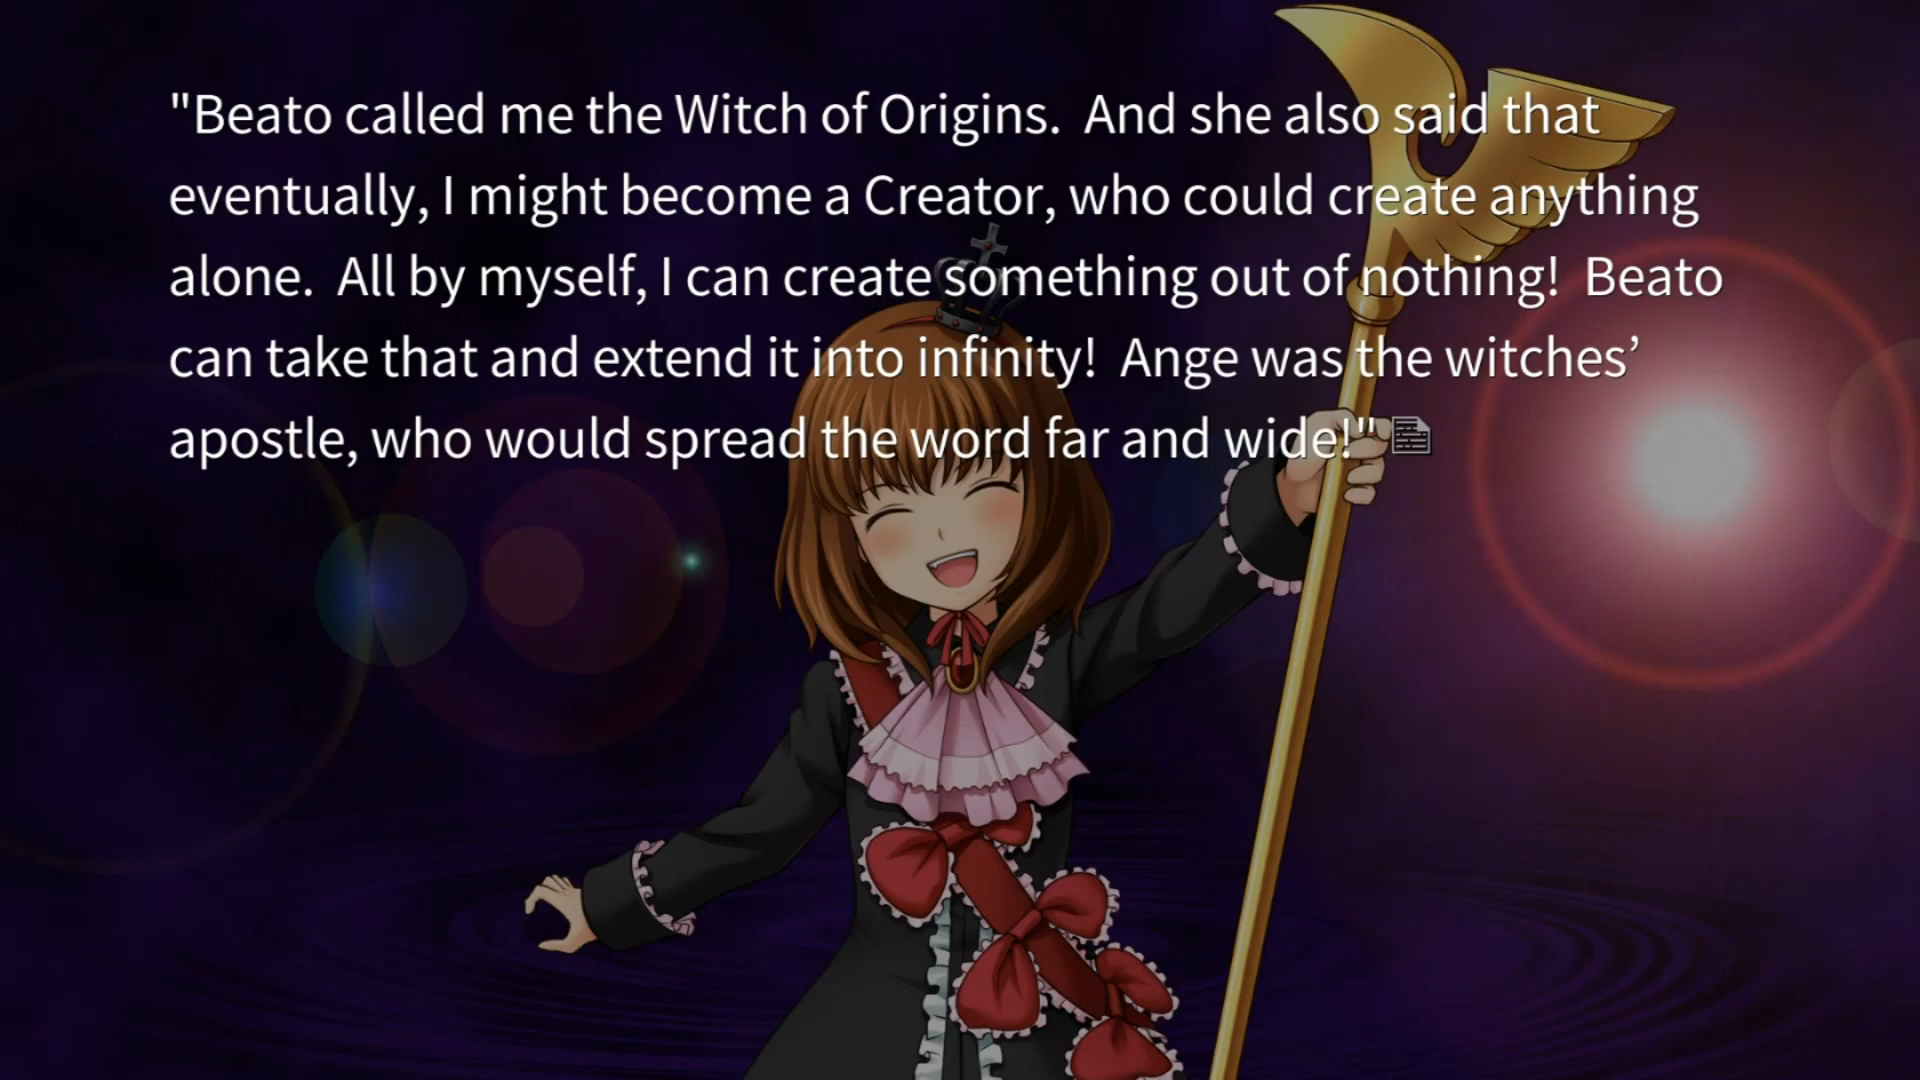 "Beato called me the Witch of Origins.  And she also said that
eventually, I might become a Creator, who could create anything
alone.  All by myself, I can create something out of nothing!  Beato
can take that and extend it into infinity!  Ange was the witches’
apostle, who would spread the word far and wide!"